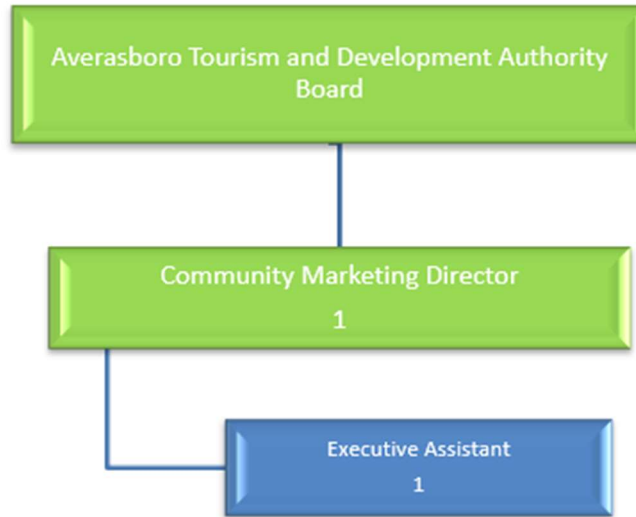 Averasboro Tourism and Development Authority
Board
Community Marketing Director
1
Executive Assistant
1